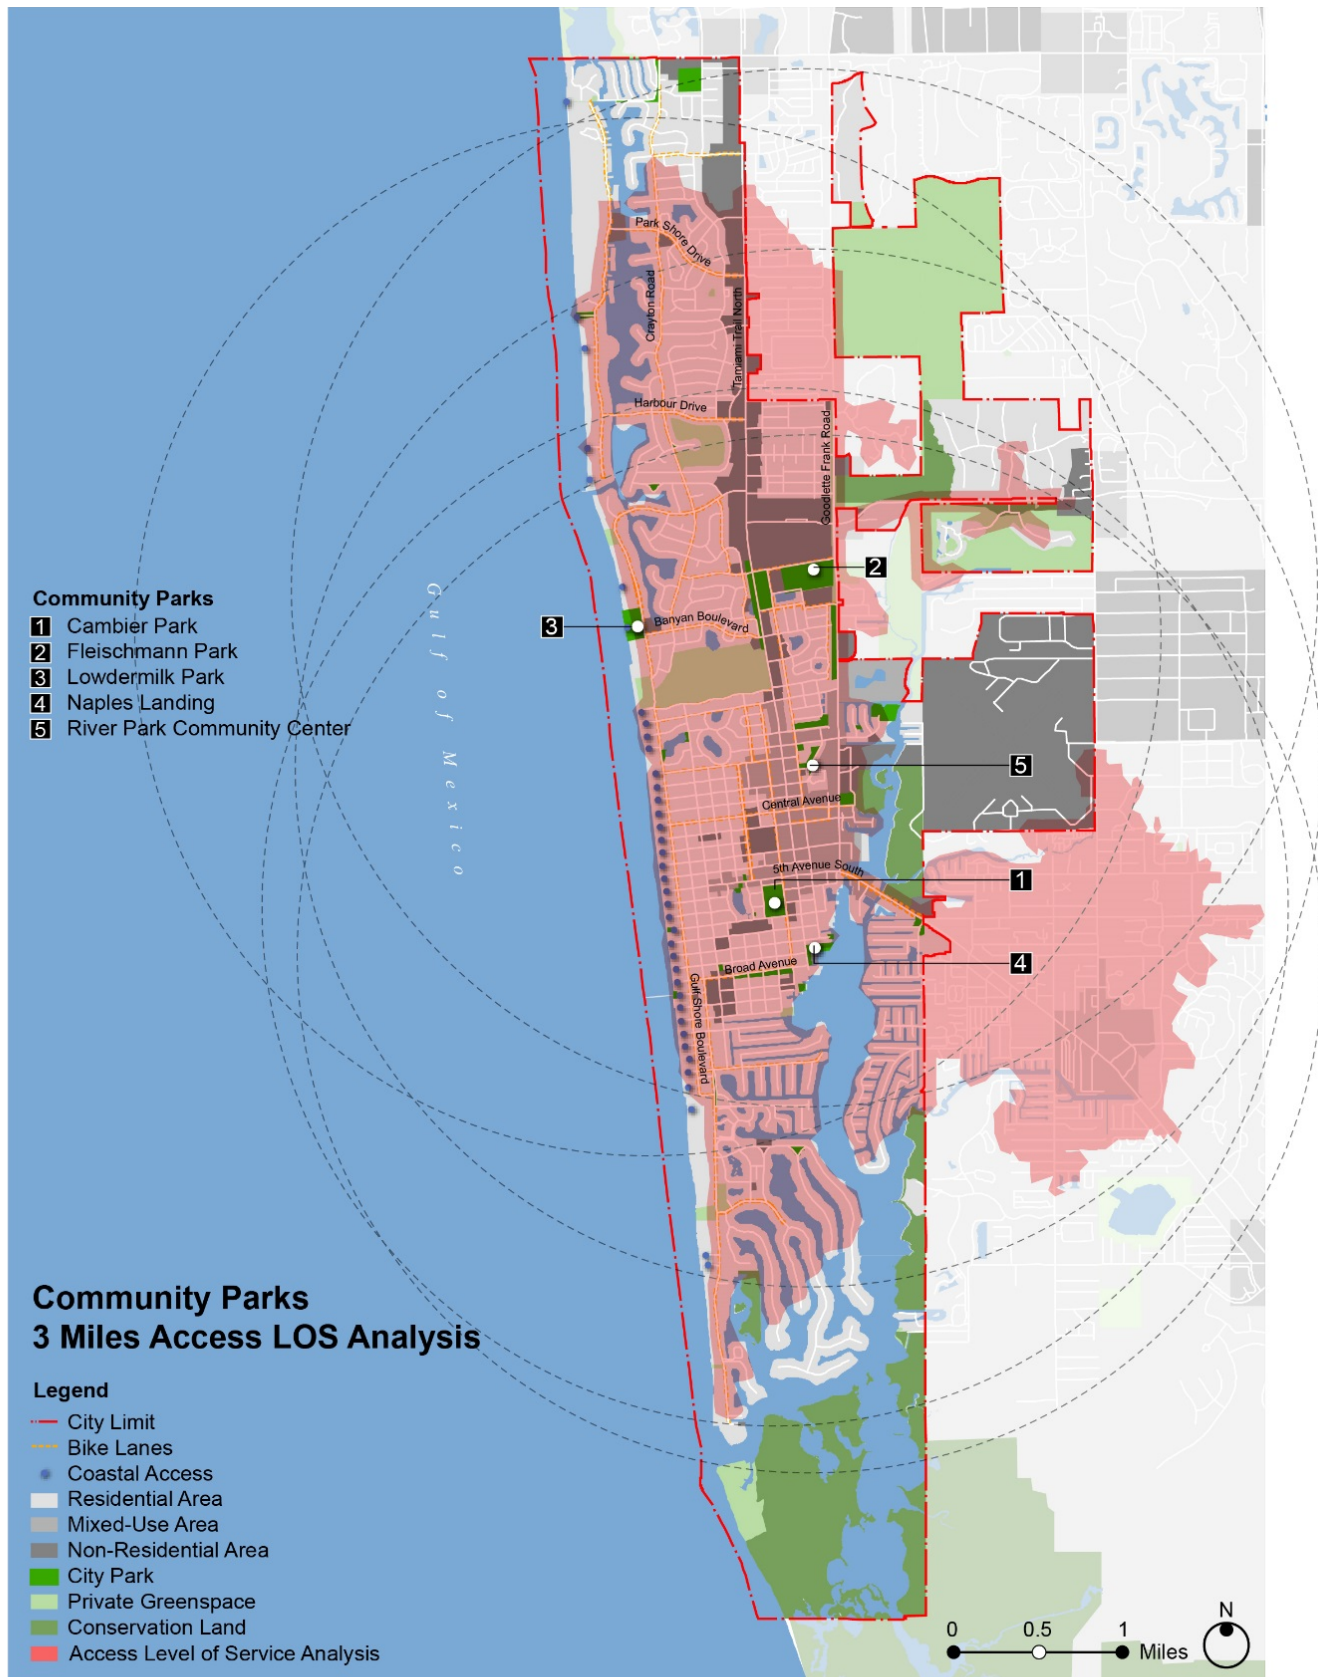 Park Shore Drive
Crayton Road
Tamiami Trail North
Harbour Drive
Goodlette Frank Road
2
Community Parks
1 Cambier Park
2 Fleischmann Park
3 Lowdermilk Park
4 Naples Landing
5 River Park Community Center
3
Banyan Boulevard
Gulf of Mexico
5
Central Avenue
5th Avenue South
1
4
Broad Avenue
Gulf Shore Boulevard
Community Parks
3 Miles Access LOS Analysis
Legend
City Limit
Bike Lanes
Coastal Access
Residential Area
Mixed-Use Area
Non-Residential Area
City Park
Private Greenspace
Conservation Land
Access Level of Service Analysis
0 0.5 1
Miles
N